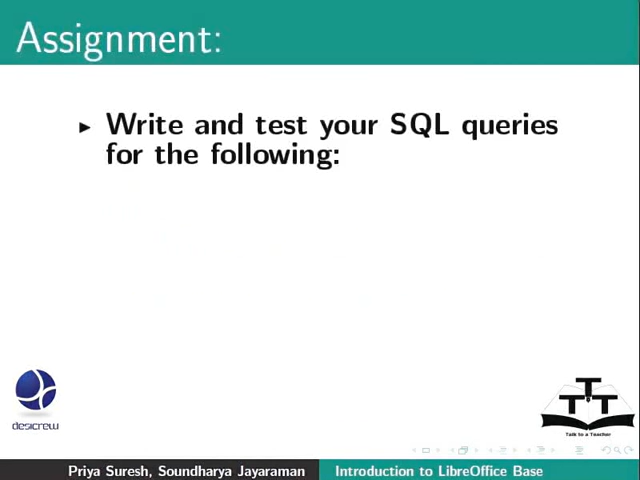 Assignment:
Write and test your SQL queries
for the following:
desicrew
T
T T
Talk to a Teacher
Priya Suresh, Soundharya Jayaraman Introduction to LibreOffice Base